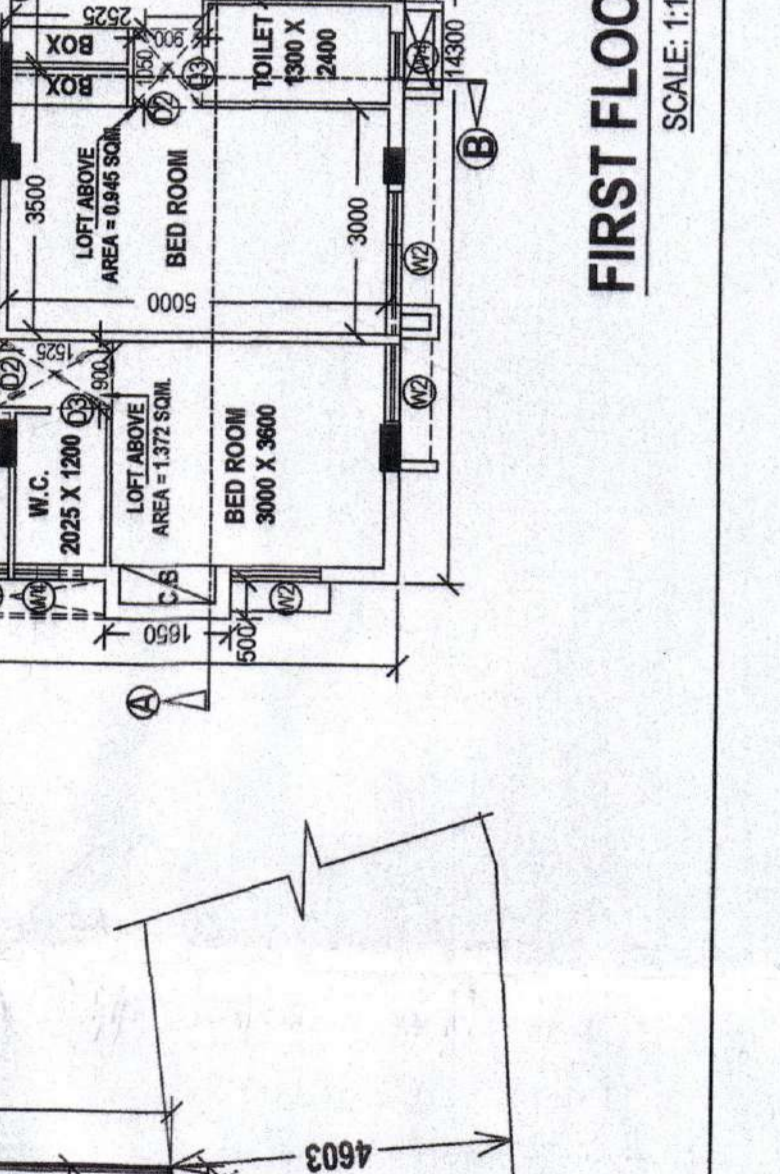 2525
BOX
BOX
900
D3
D2
TOILET
1300 X
2400
14300
B
3500
LOFT ABOVE
AREA = 0.945 SQM.
BED ROOM
3000
5000
W2
W2
D2
1525
900
D3
W.C.
2025 X 1200
LOFT ABOVE
AREA = 1.372 SQM.
BED ROOM
3000 X 3600
C.B.
W2
1650
500
A
4603
FIRST FLOO
SCALE: 1:1